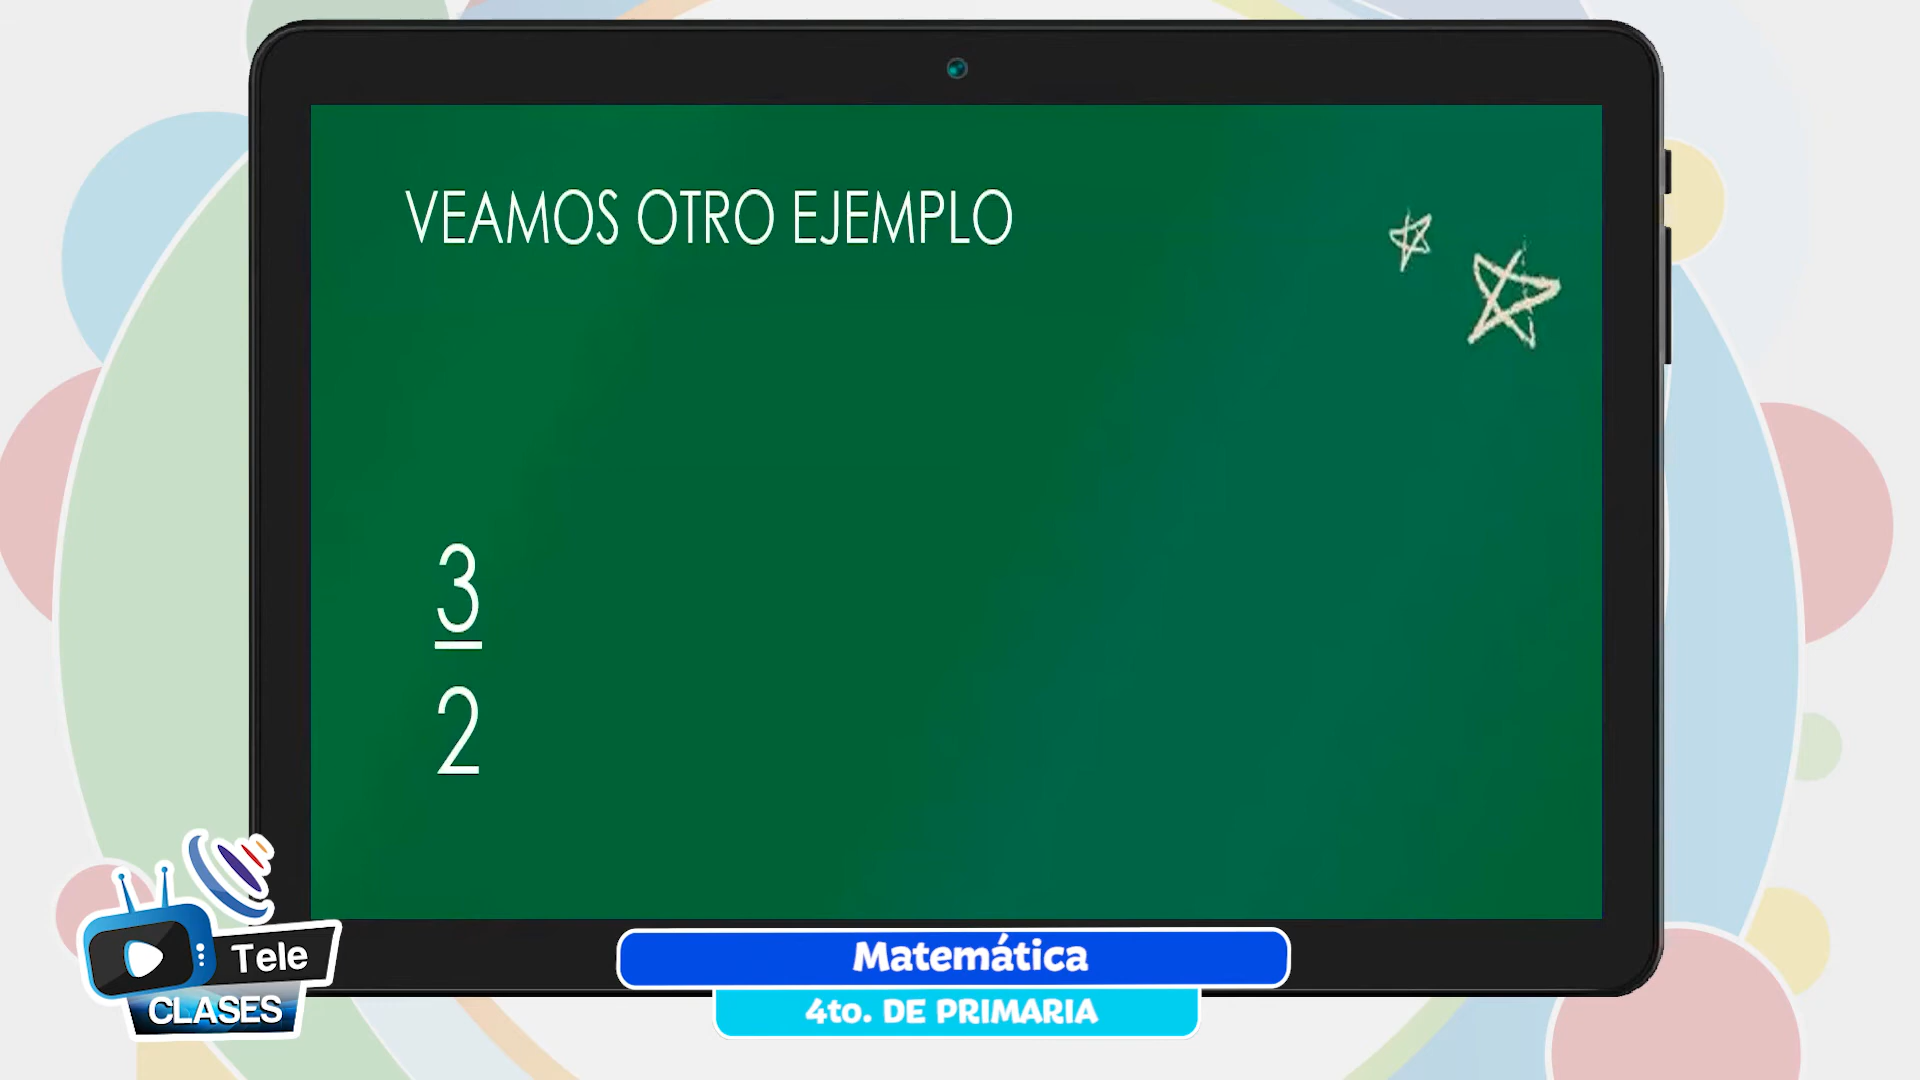 VEAMOS OTRO EJEMPLO
3
2
Tele
CLASES
Matemática
4to. DE PRIMARIA